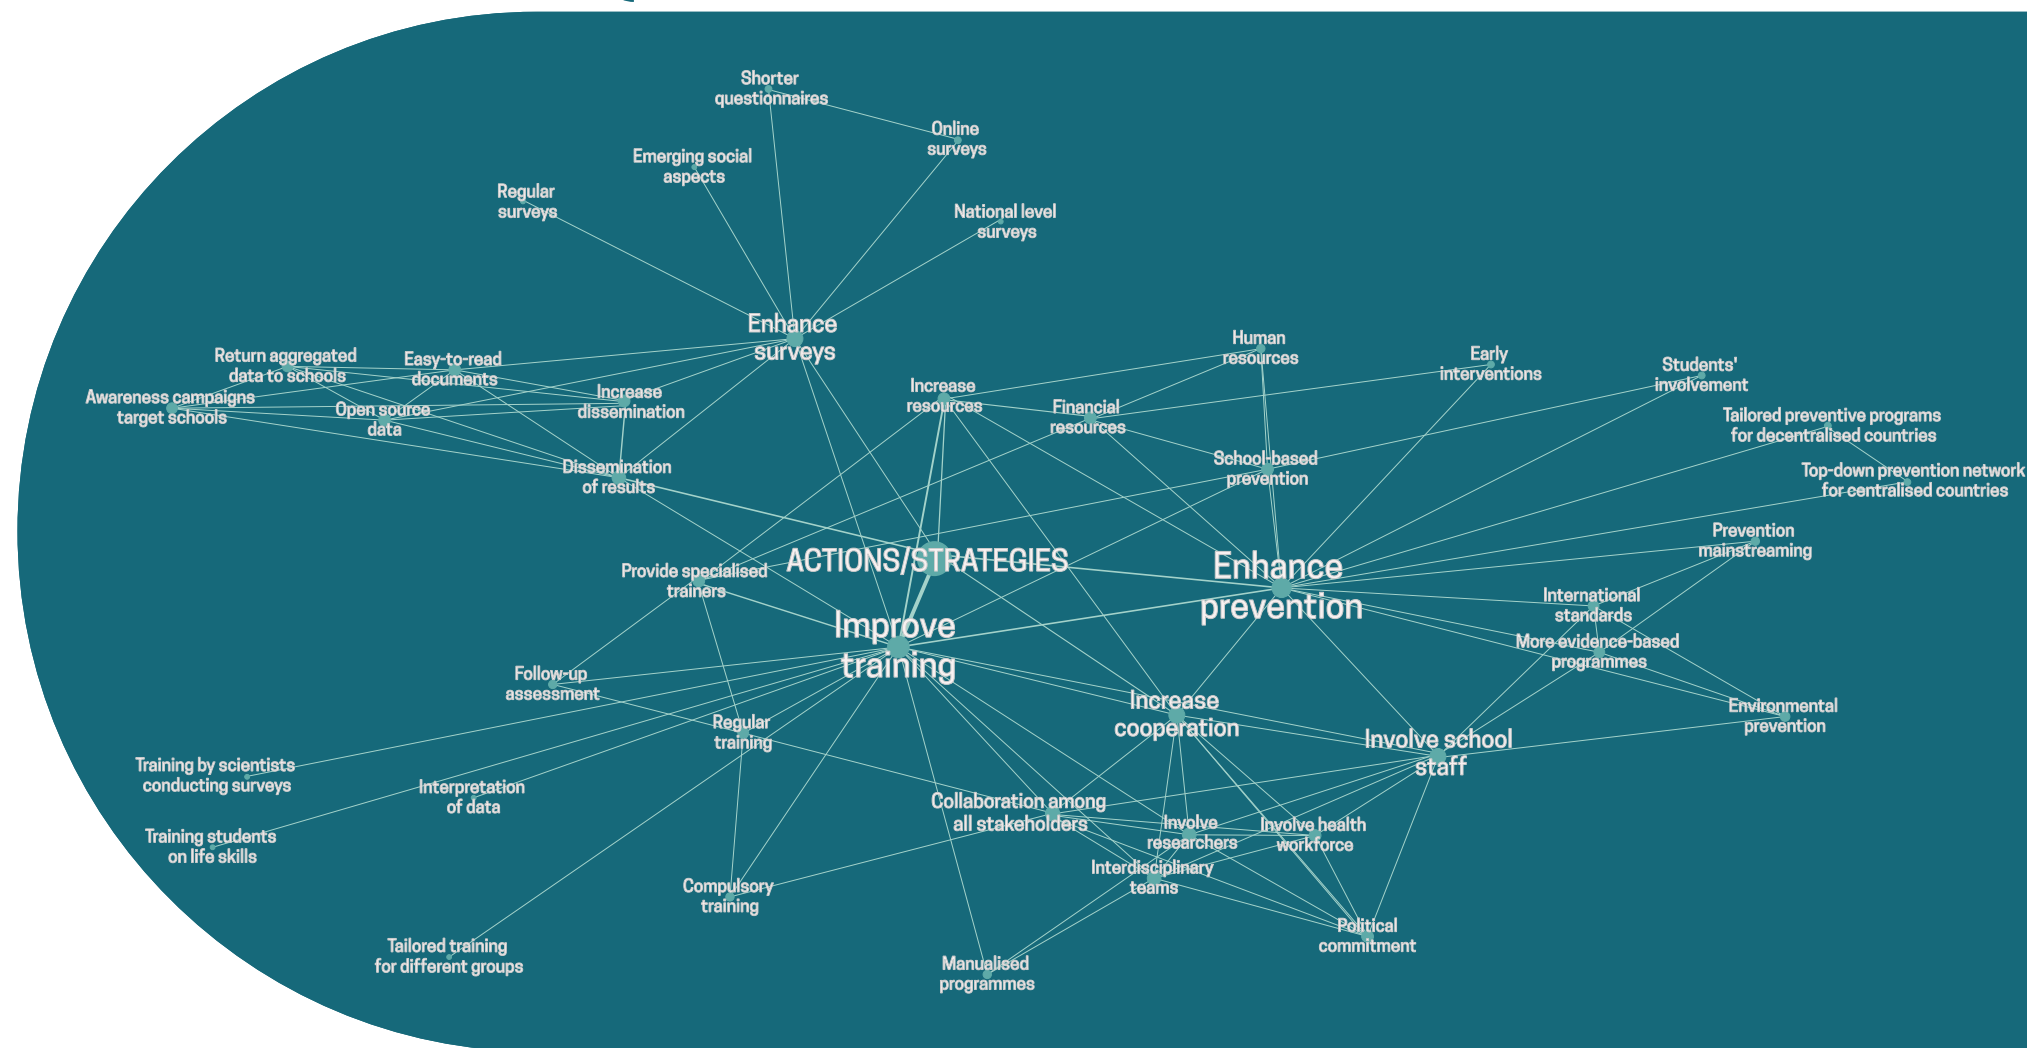 Shorter
questionnaires
Online
surveys
Emerging social
aspects
Regular
surveys
National level
surveys
Enhance
surveys
Return aggregated
data to schools
Easy-to-read
documents
Awareness campaigns
target schools
Open source
data
Increase
dissemination
Dissemination
of results
Increase
resources
Financial
resources
Human
resources
Early
interventions
Students'
involvement
School-based
prevention
Tailored preventive programs
for decentralised countries
Top-down prevention network
for centralised countries
Prevention
mainstreaming
ACTIONS/STRATEGIES
Enhance
prevention
Provide specialised
trainers
International
standards
Improve
training
More evidence-based
programmes
Follow-up
assessment
Increase
cooperation
Environmental
prevention
Regular
training
Involve school
staff
Training by scientists
conducting surveys
Interpretation
of data
Collaboration among
all stakeholders
Involve
researchers
Involve health
workforce
Training students
on life skills
Interdisciplinary
teams
Compulsory
training
Political
commitment
Tailored training
for different groups
Manualised
programmes